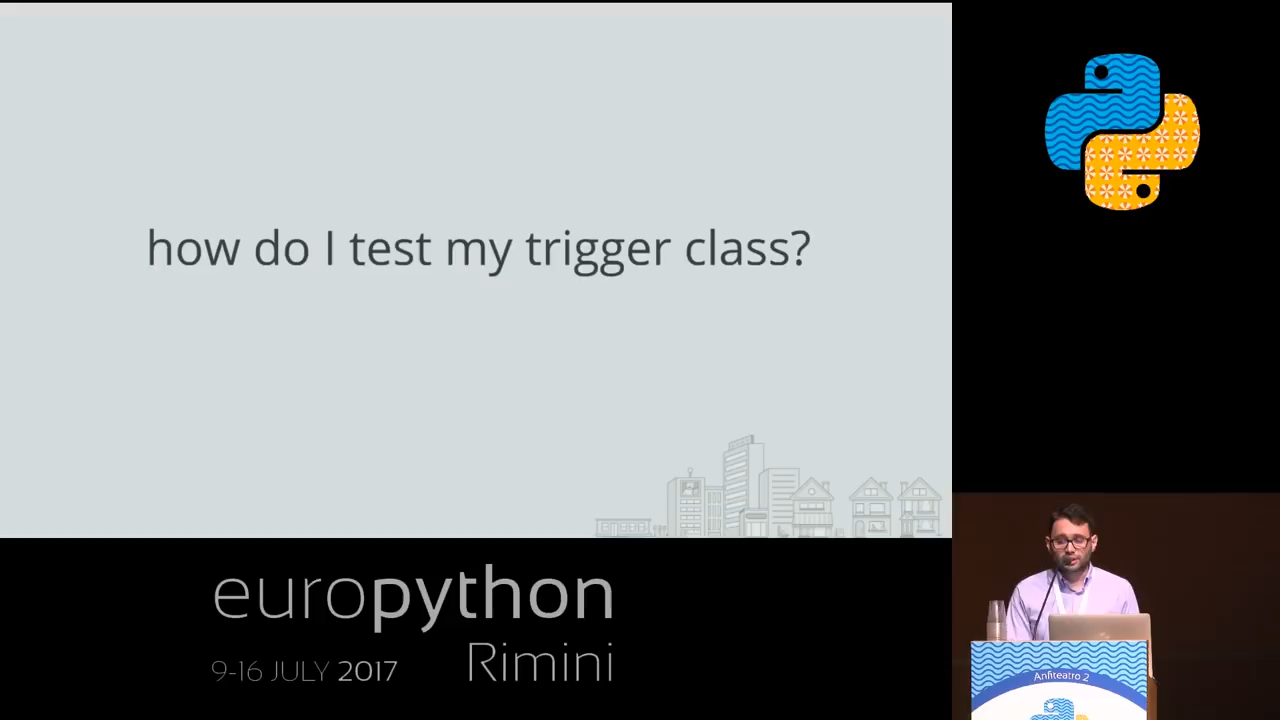 how do I test my trigger class?
europython
Rimini
9-16 JULY 2017
Anfiteatro 2